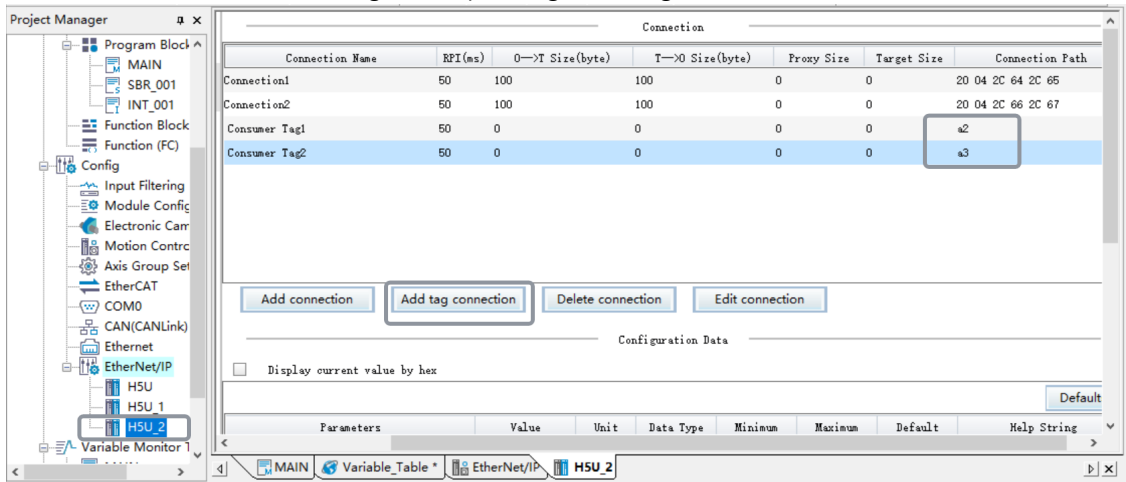 Project Manager
Program Block
MAIN
SBR_001
INT_001
Function Block
Function (FC)
Config
Input Filtering
Module Config
Electronic Cam
Motion Contro
Axis Group Set
EtherCAT
COM0
CAN(CANLink)
Ethernet
EtherNet/IP
H5U
H5U_1
H5U_2
Variable Monitor T
Connection
Connection Name RPI(ms) O—>T Size(byte) T—>O Size(byte) Proxy Size Target Size Connection Path
Connection1 50 100 100 0 0 20 04 2C 64 2C 65
Connection2 50 100 100 0 0 20 04 2C 66 2C 67
Consumer Tag1 50 0 0 0 0 a2
Consumer Tag2 50 0 0 0 0 a3
Add connection Add tag connection Delete connection Edit connection
Configuration Data
Display current value by hex
Default
Parameters Value Unit Data Type Minimum Maximum Default Help String
MAIN Variable_Table * EtherNet/IP H5U_2